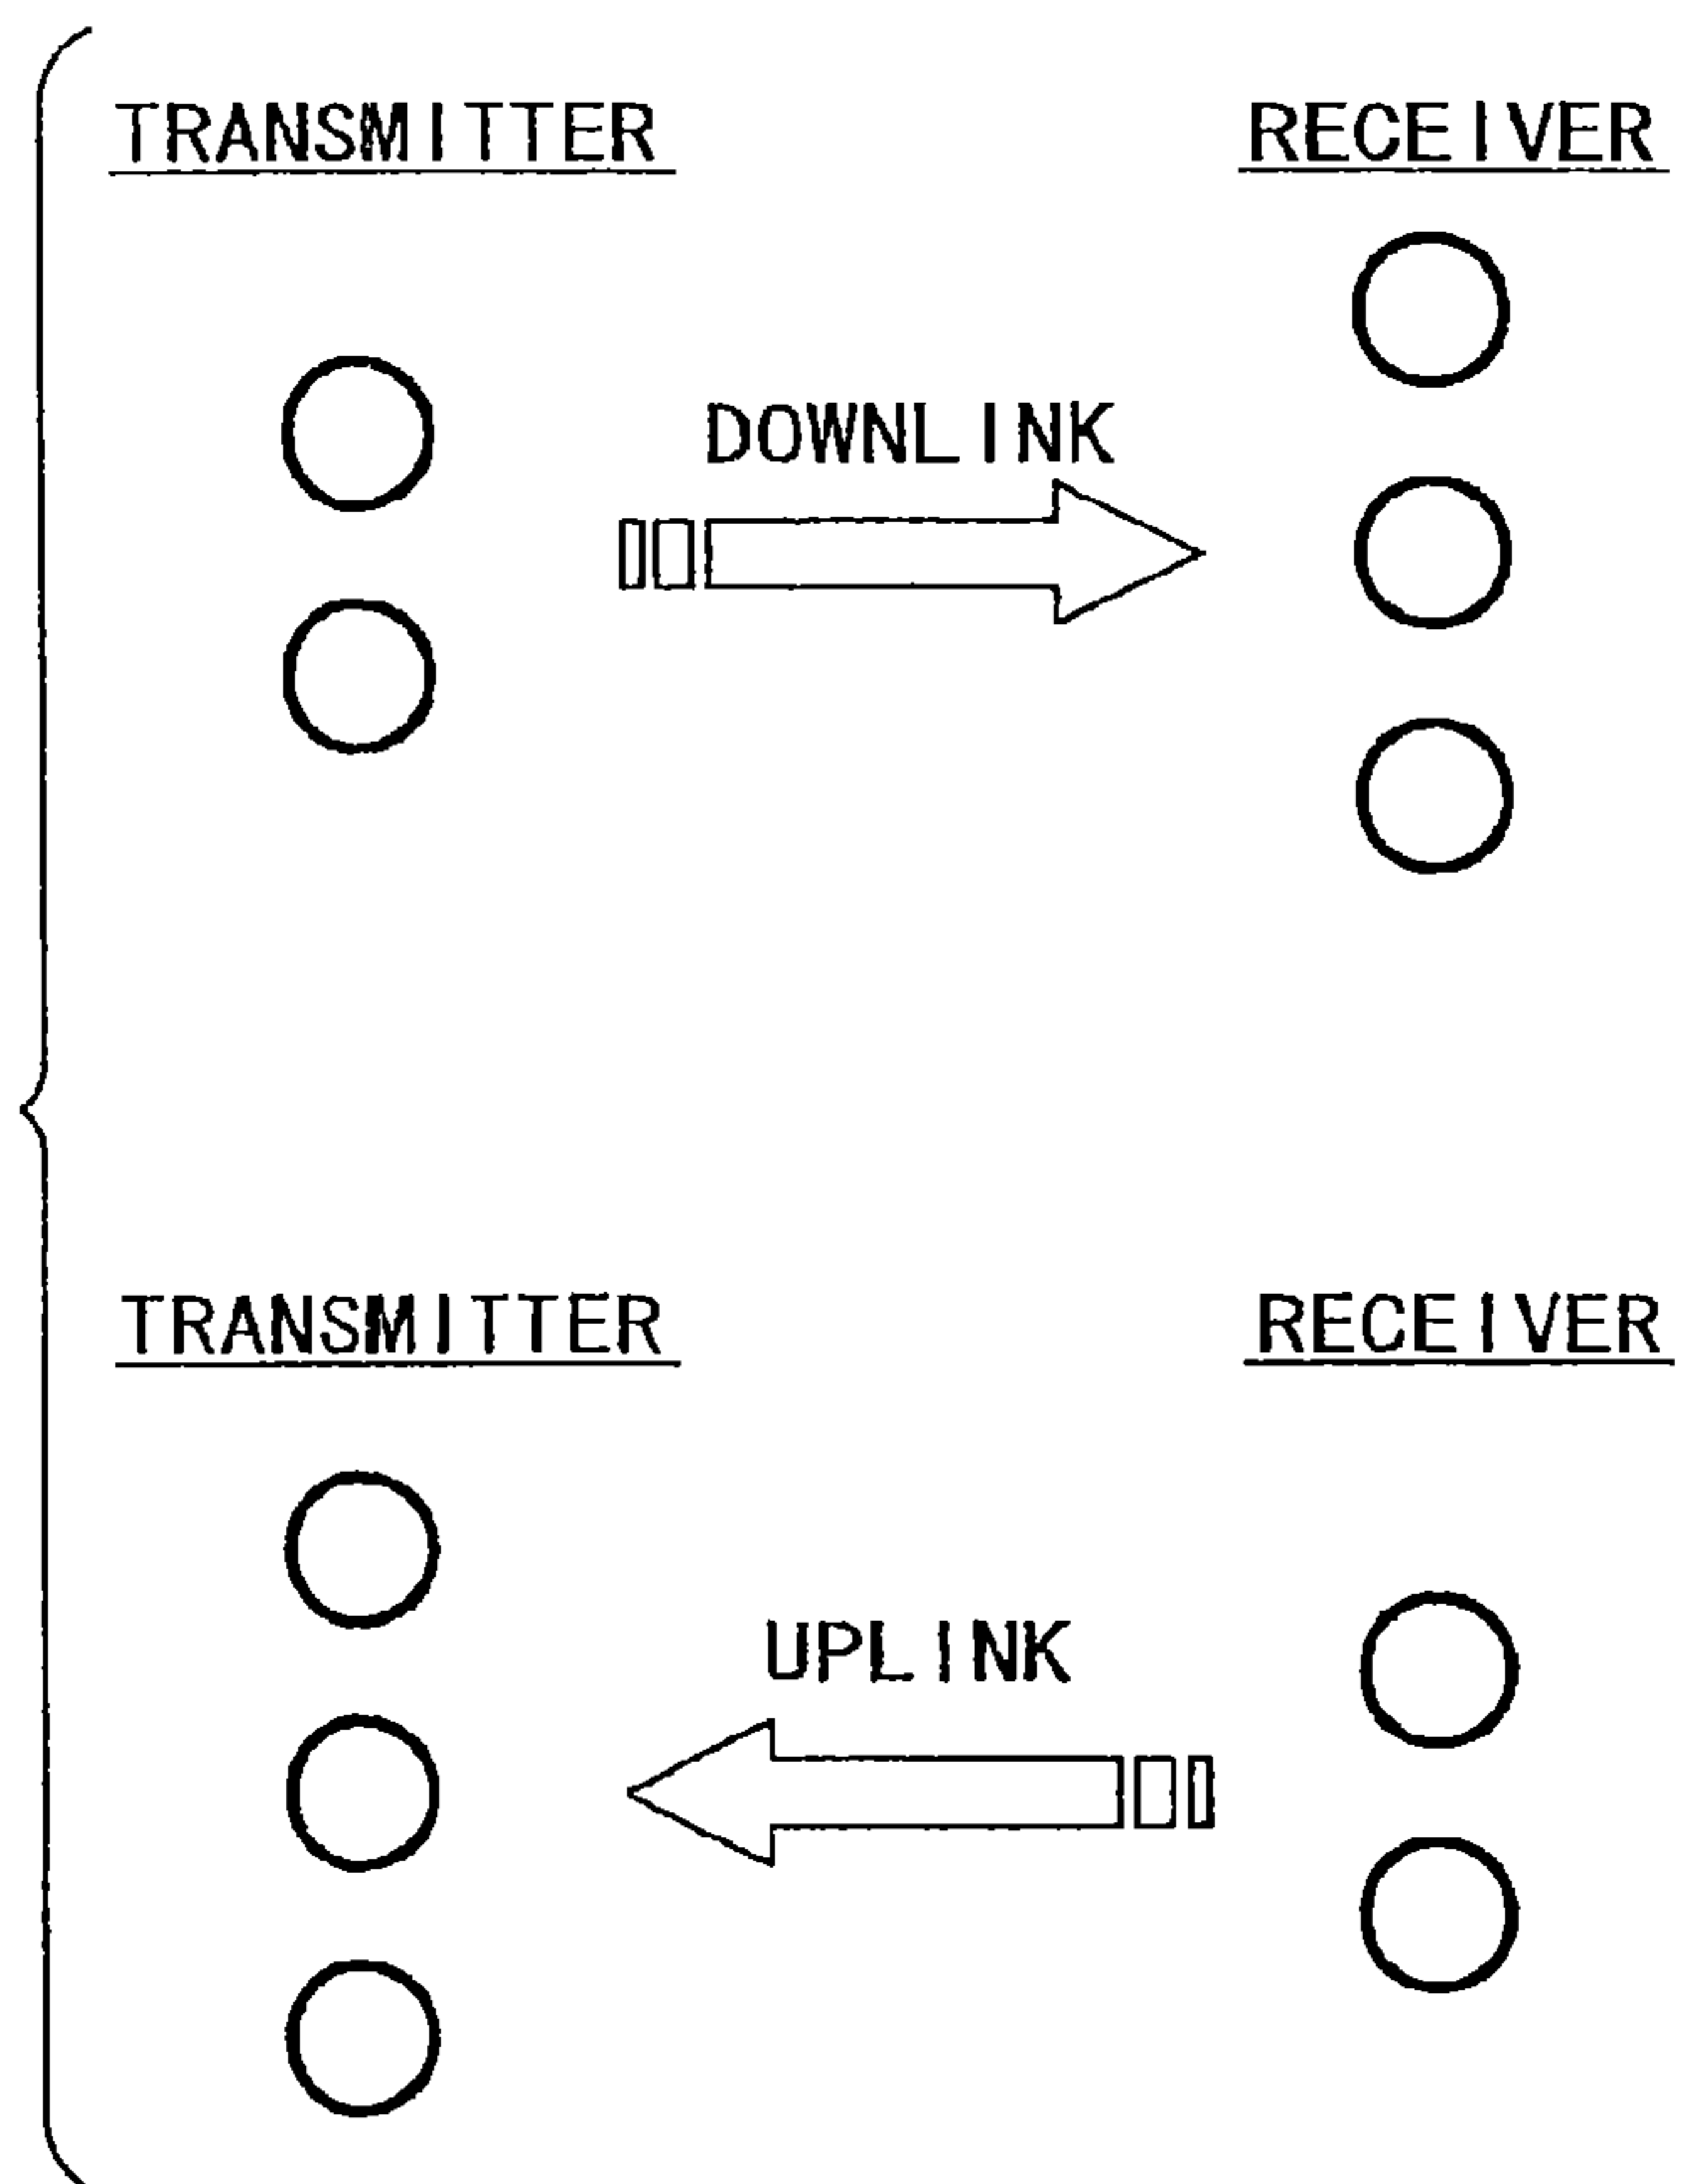 TRANSMITTER
RECEIVER
DOWNLINK
TRANSMITTER
RECEIVER
UPLINK